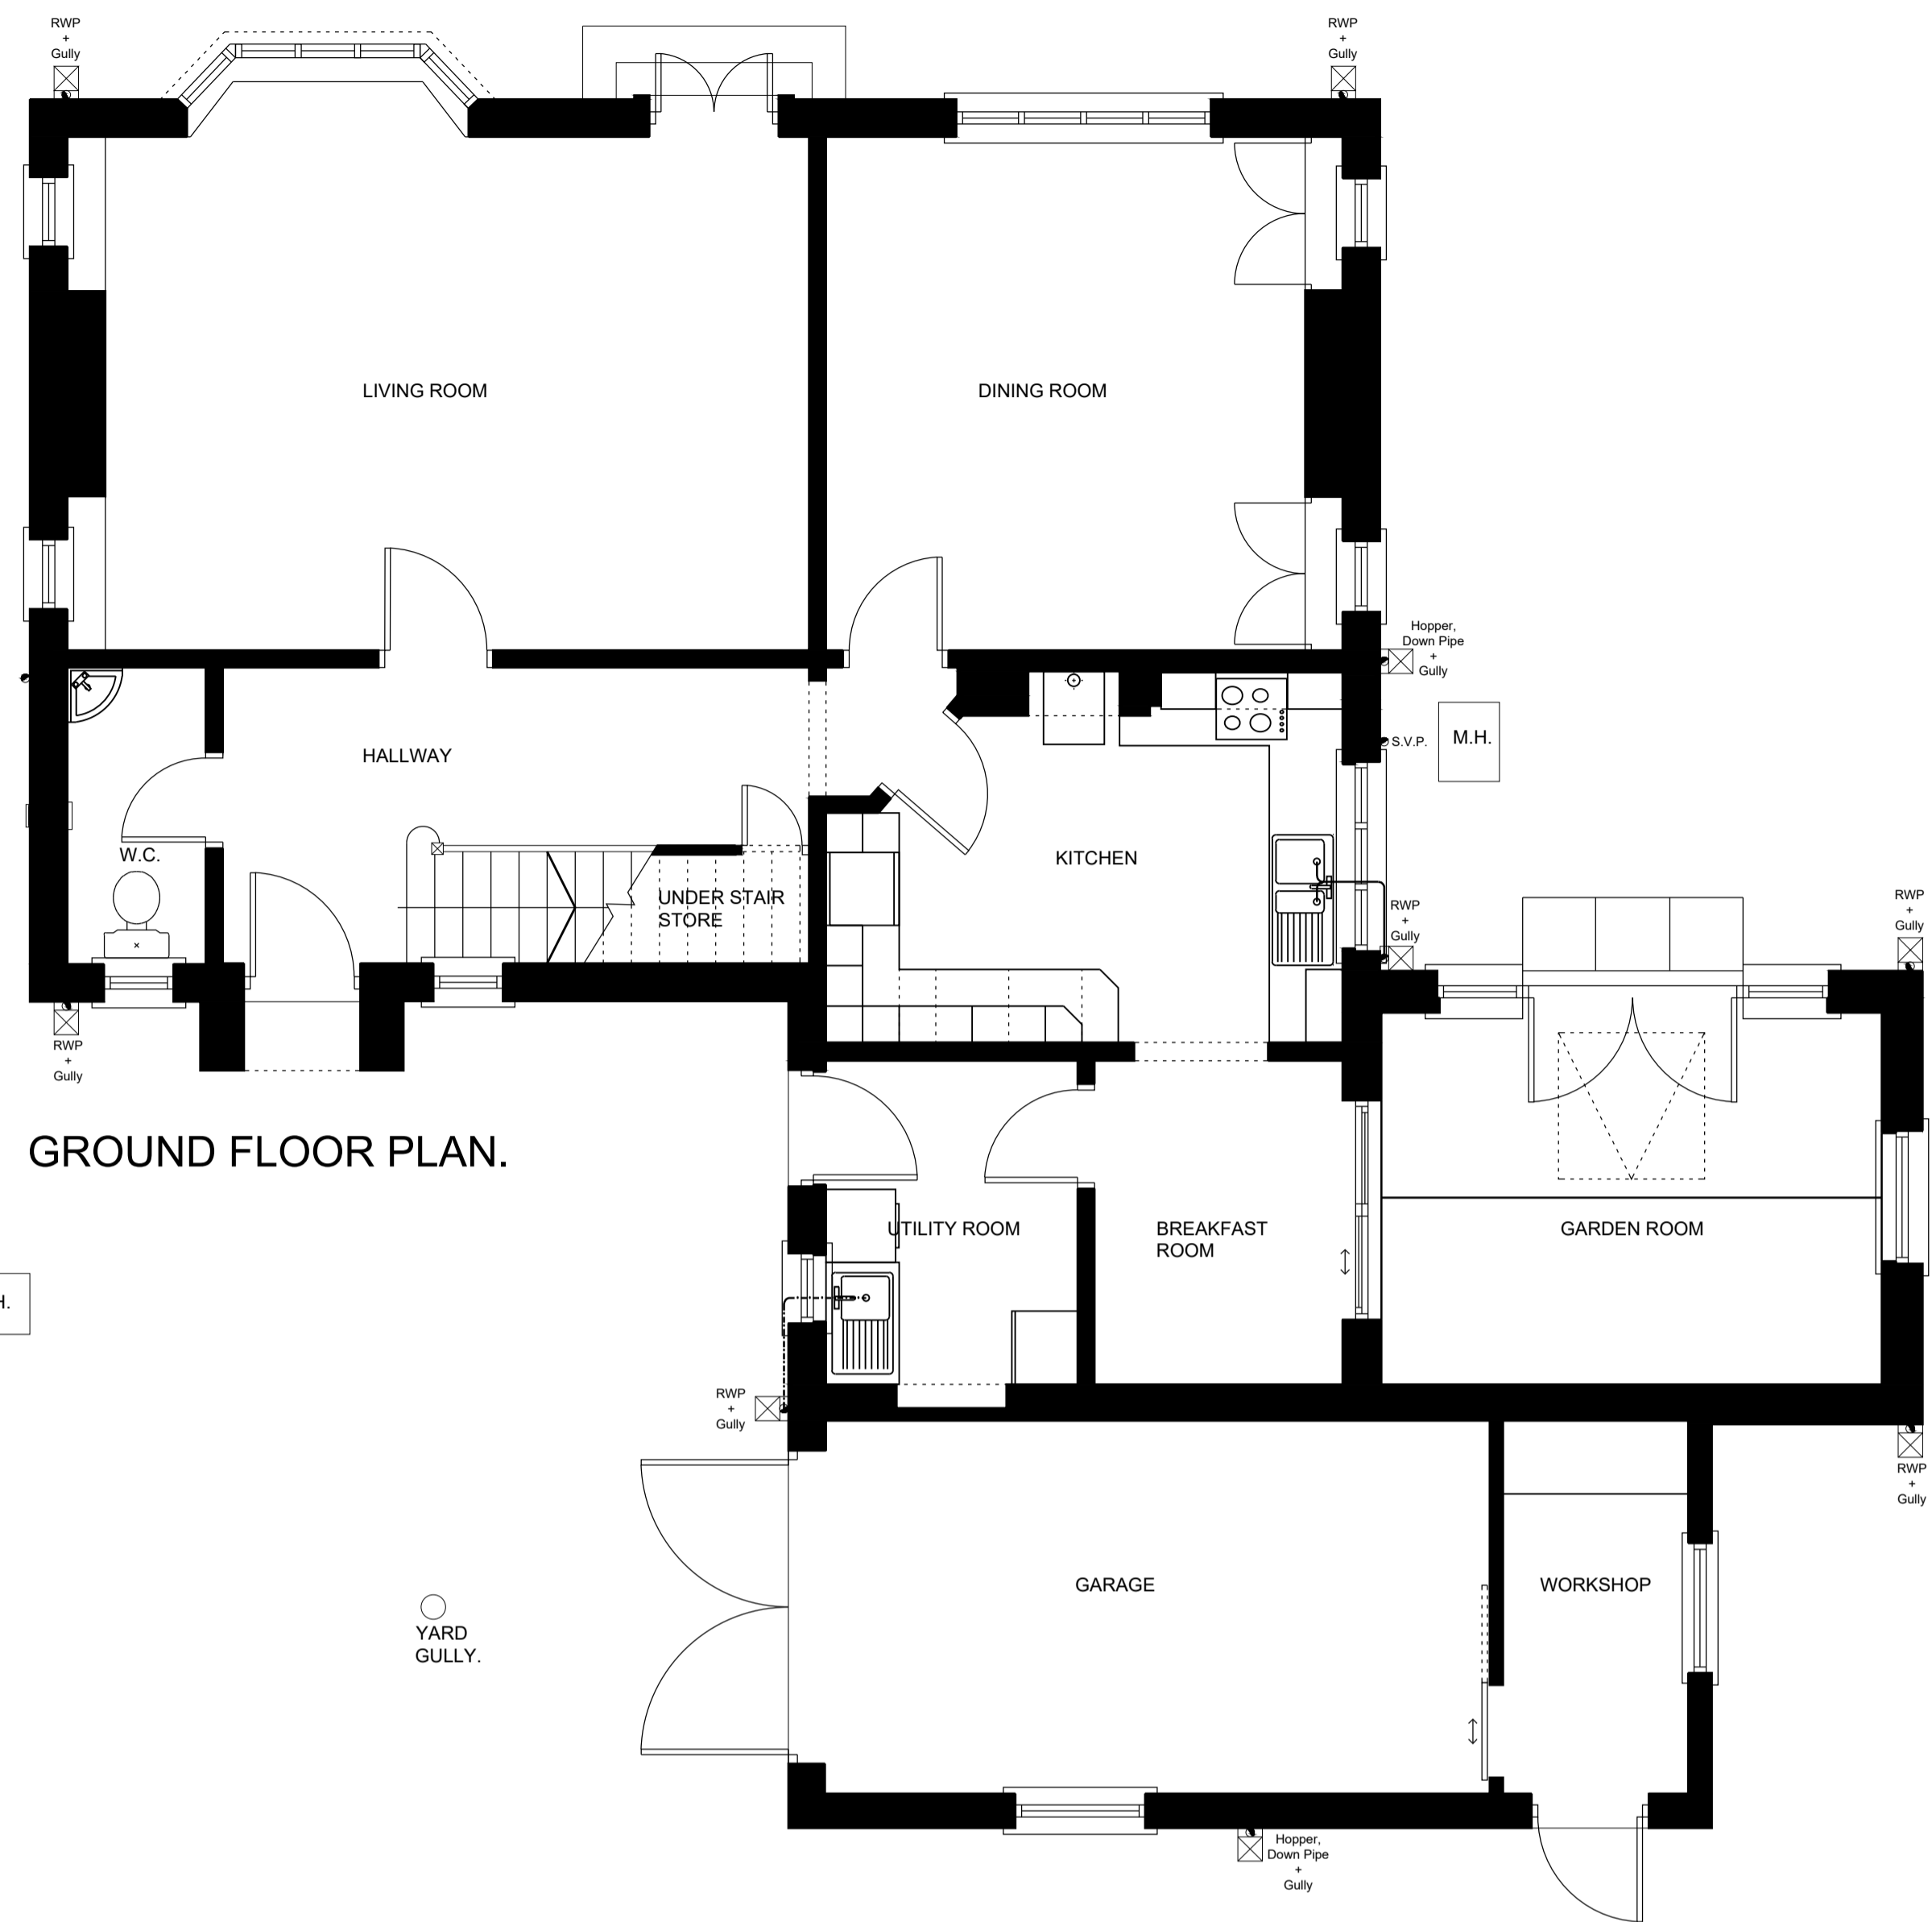 RWP
+
Gully
RWP
+
Gully
LIVING ROOM
DINING ROOM
Hopper,
Down Pipe
+
Gully
S.V.P.
M.H.
HALLWAY
W.C.
KITCHEN
UNDER STAIR
STORE
RWP
+
Gully
RWP
+
Gully
RWP
+
Gully
GROUND FLOOR PLAN.
UTILITY ROOM
BREAKFAST
ROOM
GARDEN ROOM
H.
RWP
+
Gully
RWP
+
Gully
GARAGE
WORKSHOP
YARD
GULLY.
Hopper,
Down Pipe
+
Gully